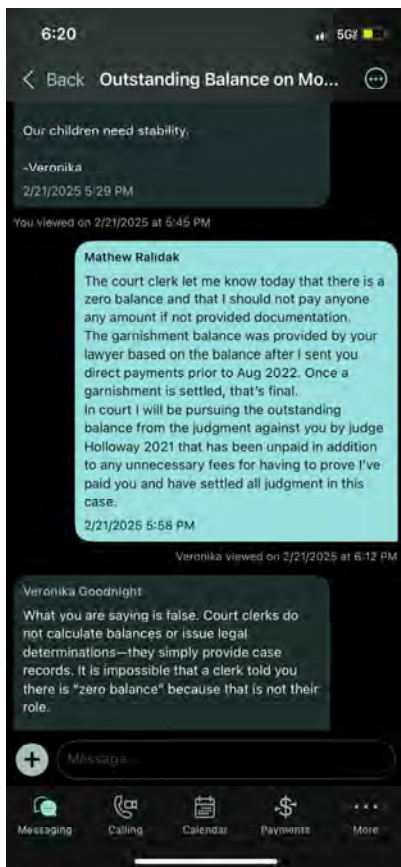 6:20
5G
Back Outstanding Balance on Mo...
Our children need stability.
-Veronika
2/21/2025 5:29 PM
You viewed on 2/21/2025 at 5:45 PM
Mathew Ralidak
The court clerk let me know today that there is a
zero balance and that I should not pay anyone
any amount if not provided documentation.
The garnishment balance was provided by your
lawyer based on the balance after I sent you
direct payments prior to Aug 2022. Once a
garnishment is settled, that's final.
In court I will be pursuing the outstanding
balance from the judgment against you by judge
Holloway 2021 that has been unpaid in addition
to any unnecessary fees for having to prove I've
paid you and have settled all judgment in this
case.
2/21/2025 5:58 PM
Veronika viewed on 2/21/2025 at 6:12 PM
Veronika Goodnight
What you are saying is false. Court clerks do
not calculate balances or issue legal
determinations—they simply provide case
records. It is impossible that a clerk told you
there is "zero balance" because that is not their
role.
Message...
Messaging Calling Calendar Payments More